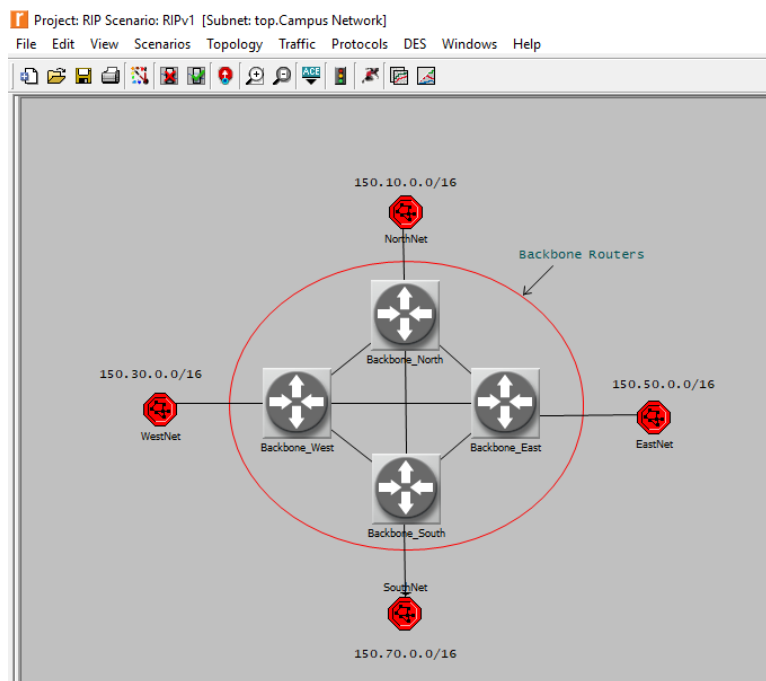 Project: RIP Scenario: RIPv1 [Subnet: top.Campus Network]
File Edit View Scenarios Topology Traffic Protocols DES Windows Help
ACE
150.10.0.0/16
NorthNet
Backbone Routers
Backbone_North
150.30.0.0/16
150.50.0.0/16
WestNet
EastNet
Backbone_West
Backbone_East
Backbone_South
SouthNet
150.70.0.0/16